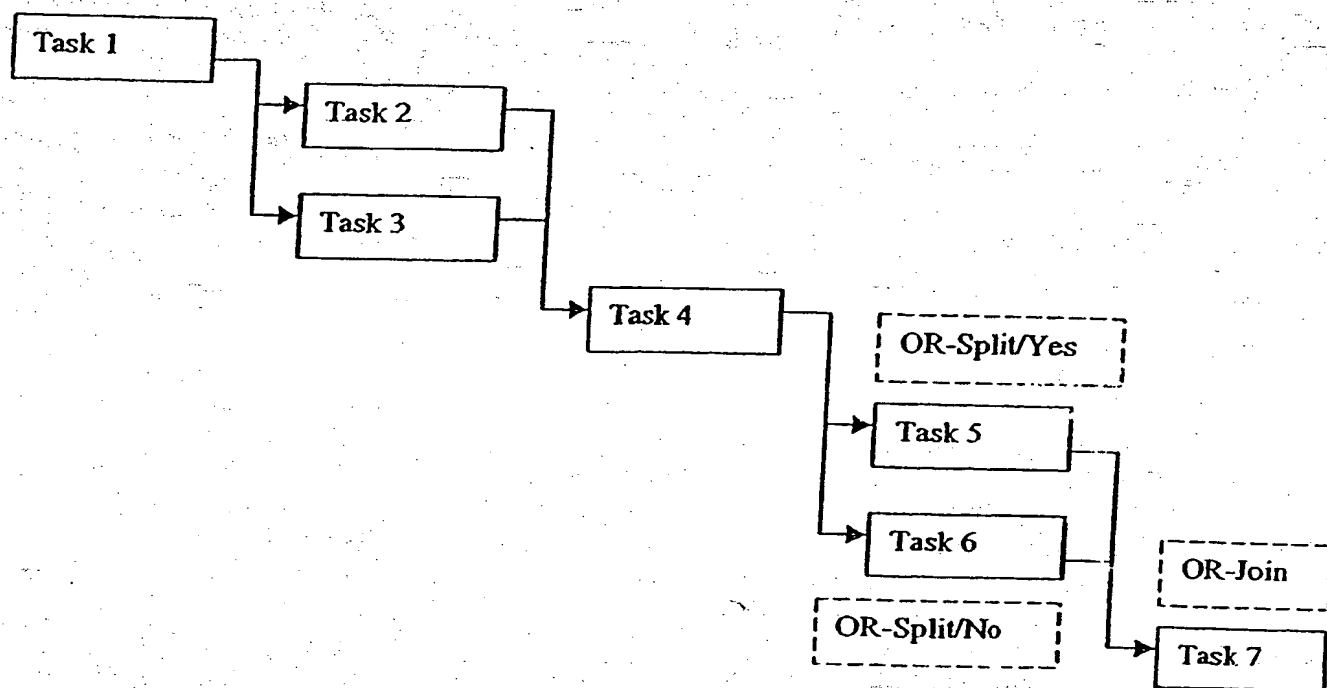 Task 1
Task 2
Task 3
Task 4
OR-Split/Yes
Task 5
Task 6
OR-Join
OR-Split/No
Task 7